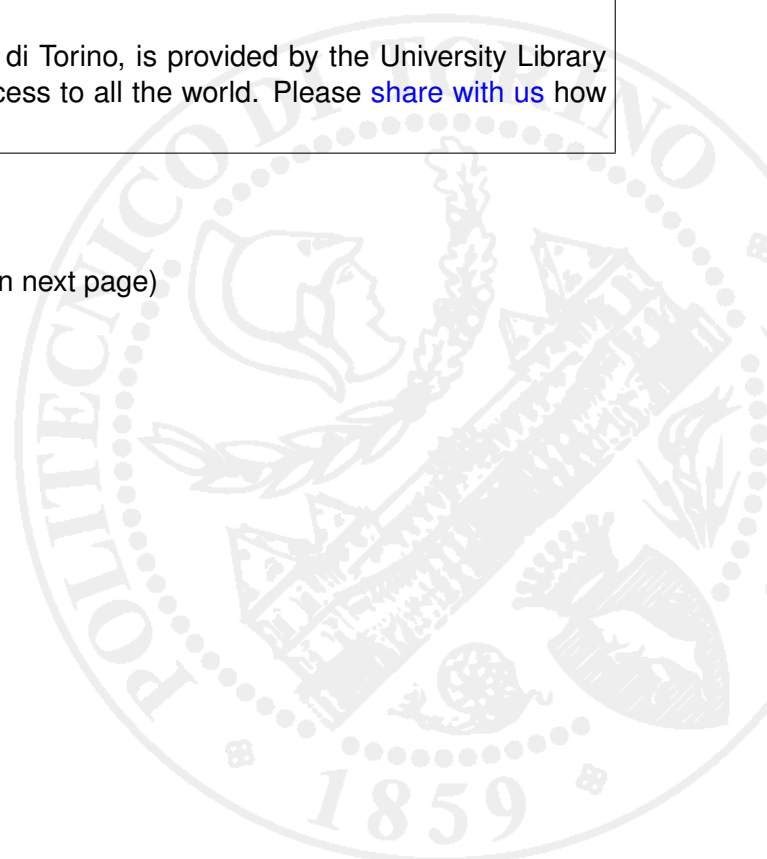 di Torino, is provided by the University Library
cess to all the world. Please share with us how
n next page)
POLITECNICO DI TORINO
1859